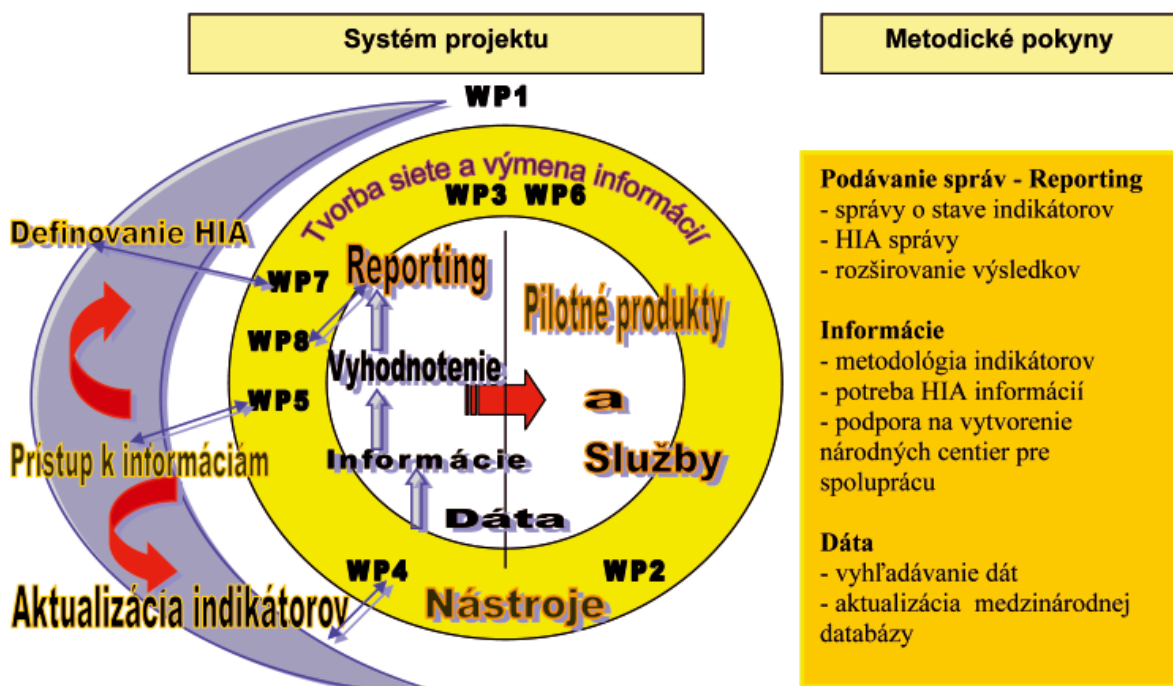 Systém projektu
Metodické pokyny
WP1
Tvorba siete a výmena informácií
WP3 WP6
Definovanie HIA
WP7
Reporting
Pilotné produkty
WP8
Vyhodnotenie
WP5
a
Prístup k informáciám
Informácie
Služby
Dáta
WP4
WP2
Aktualizácia indikátorov
Nástroje
Podávanie správ - Reporting
- správy o stave indikátorov
- HIA správy
- rozširovanie výsledkov
Informácie
- metodológia indikátorov
- potreba HIA informácií
- podpora na vytvorenie
národných centier pre
spoluprácu
Dáta
- vyhľadávanie dát
- aktualizácia medzinárodnej
databázy